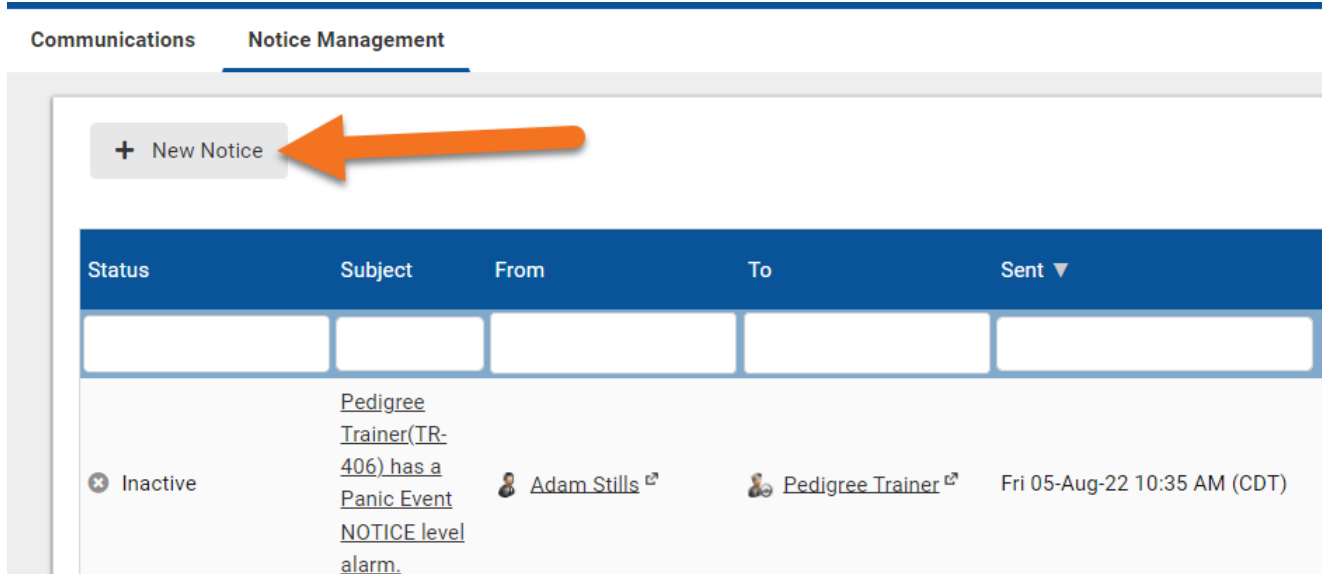 Communications Notice Management
+ New Notice
Status Subject From To Sent ▼
Pedigree
Trainer(TR-
406) has a
Inactive Panic Event Adam Stills Pedigree Trainer Fri 05-Aug-22 10:35 AM (CDT)
NOTICE level
alarm.